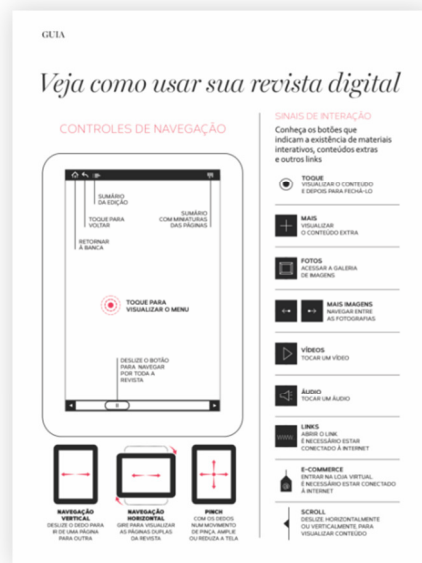 GUIA
Veja como usar sua revista digital
CONTROLES DE NAVEGAÇÃO
SUMÁRIO
DA EDIÇÃO
TOQUE PARA
VOLTAR
RETORNAR
À BANCA
SUMÁRIO
COM MINIATURAS
DAS PÁGINAS
TOQUE PARA
VISUALIZAR O MENU
DESLIZE O BOTÃO
PARA NAVEGAR
POR TODA A
REVISTA
NAVEGAÇÃO
VERTICAL
DESLIZE O DEDO PARA
IR DE UMA PÁGINA
PARA OUTRA
NAVEGAÇÃO
HORIZONTAL
GIRE PARA VISUALIZAR
AS PÁGINAS DUPLAS
DA REVISTA
PINCH
COM OS DEDOS
NUM MOVIMENTO
DE PINÇA, AMPLIE
OU REDUZA A TELA
SINAIS DE INTERAÇÃO
Conheça os botões que
indicam a existência de materiais
interativos, conteúdos extras
e outros links
TOQUE
VISUALIZAR O CONTEÚDO
E DEPOIS PARA FECHÁ-LO
MAIS
VISUALIZAR
O CONTEÚDO EXTRA
FOTOS
ACESSAR A GALERIA
DE IMAGENS
MAIS IMAGENS
NAVEGAR ENTRE
AS FOTOGRAFIAS
VÍDEOS
TOCAR UM VÍDEO
ÁUDIO
TOCAR UM ÁUDIO
LINKS
ABRIR O LINK
É NECESSÁRIO ESTAR
CONECTADO À INTERNET
E-COMMERCE
ENTRAR NA LOJA VIRTUAL
É NECESSÁRIO ESTAR CONECTADO
À INTERNET
SCROLL
DESLIZE, HORIZONTALMENTE
OU VERTICALMENTE, PARA
VISUALIZAR CONTEÚDO